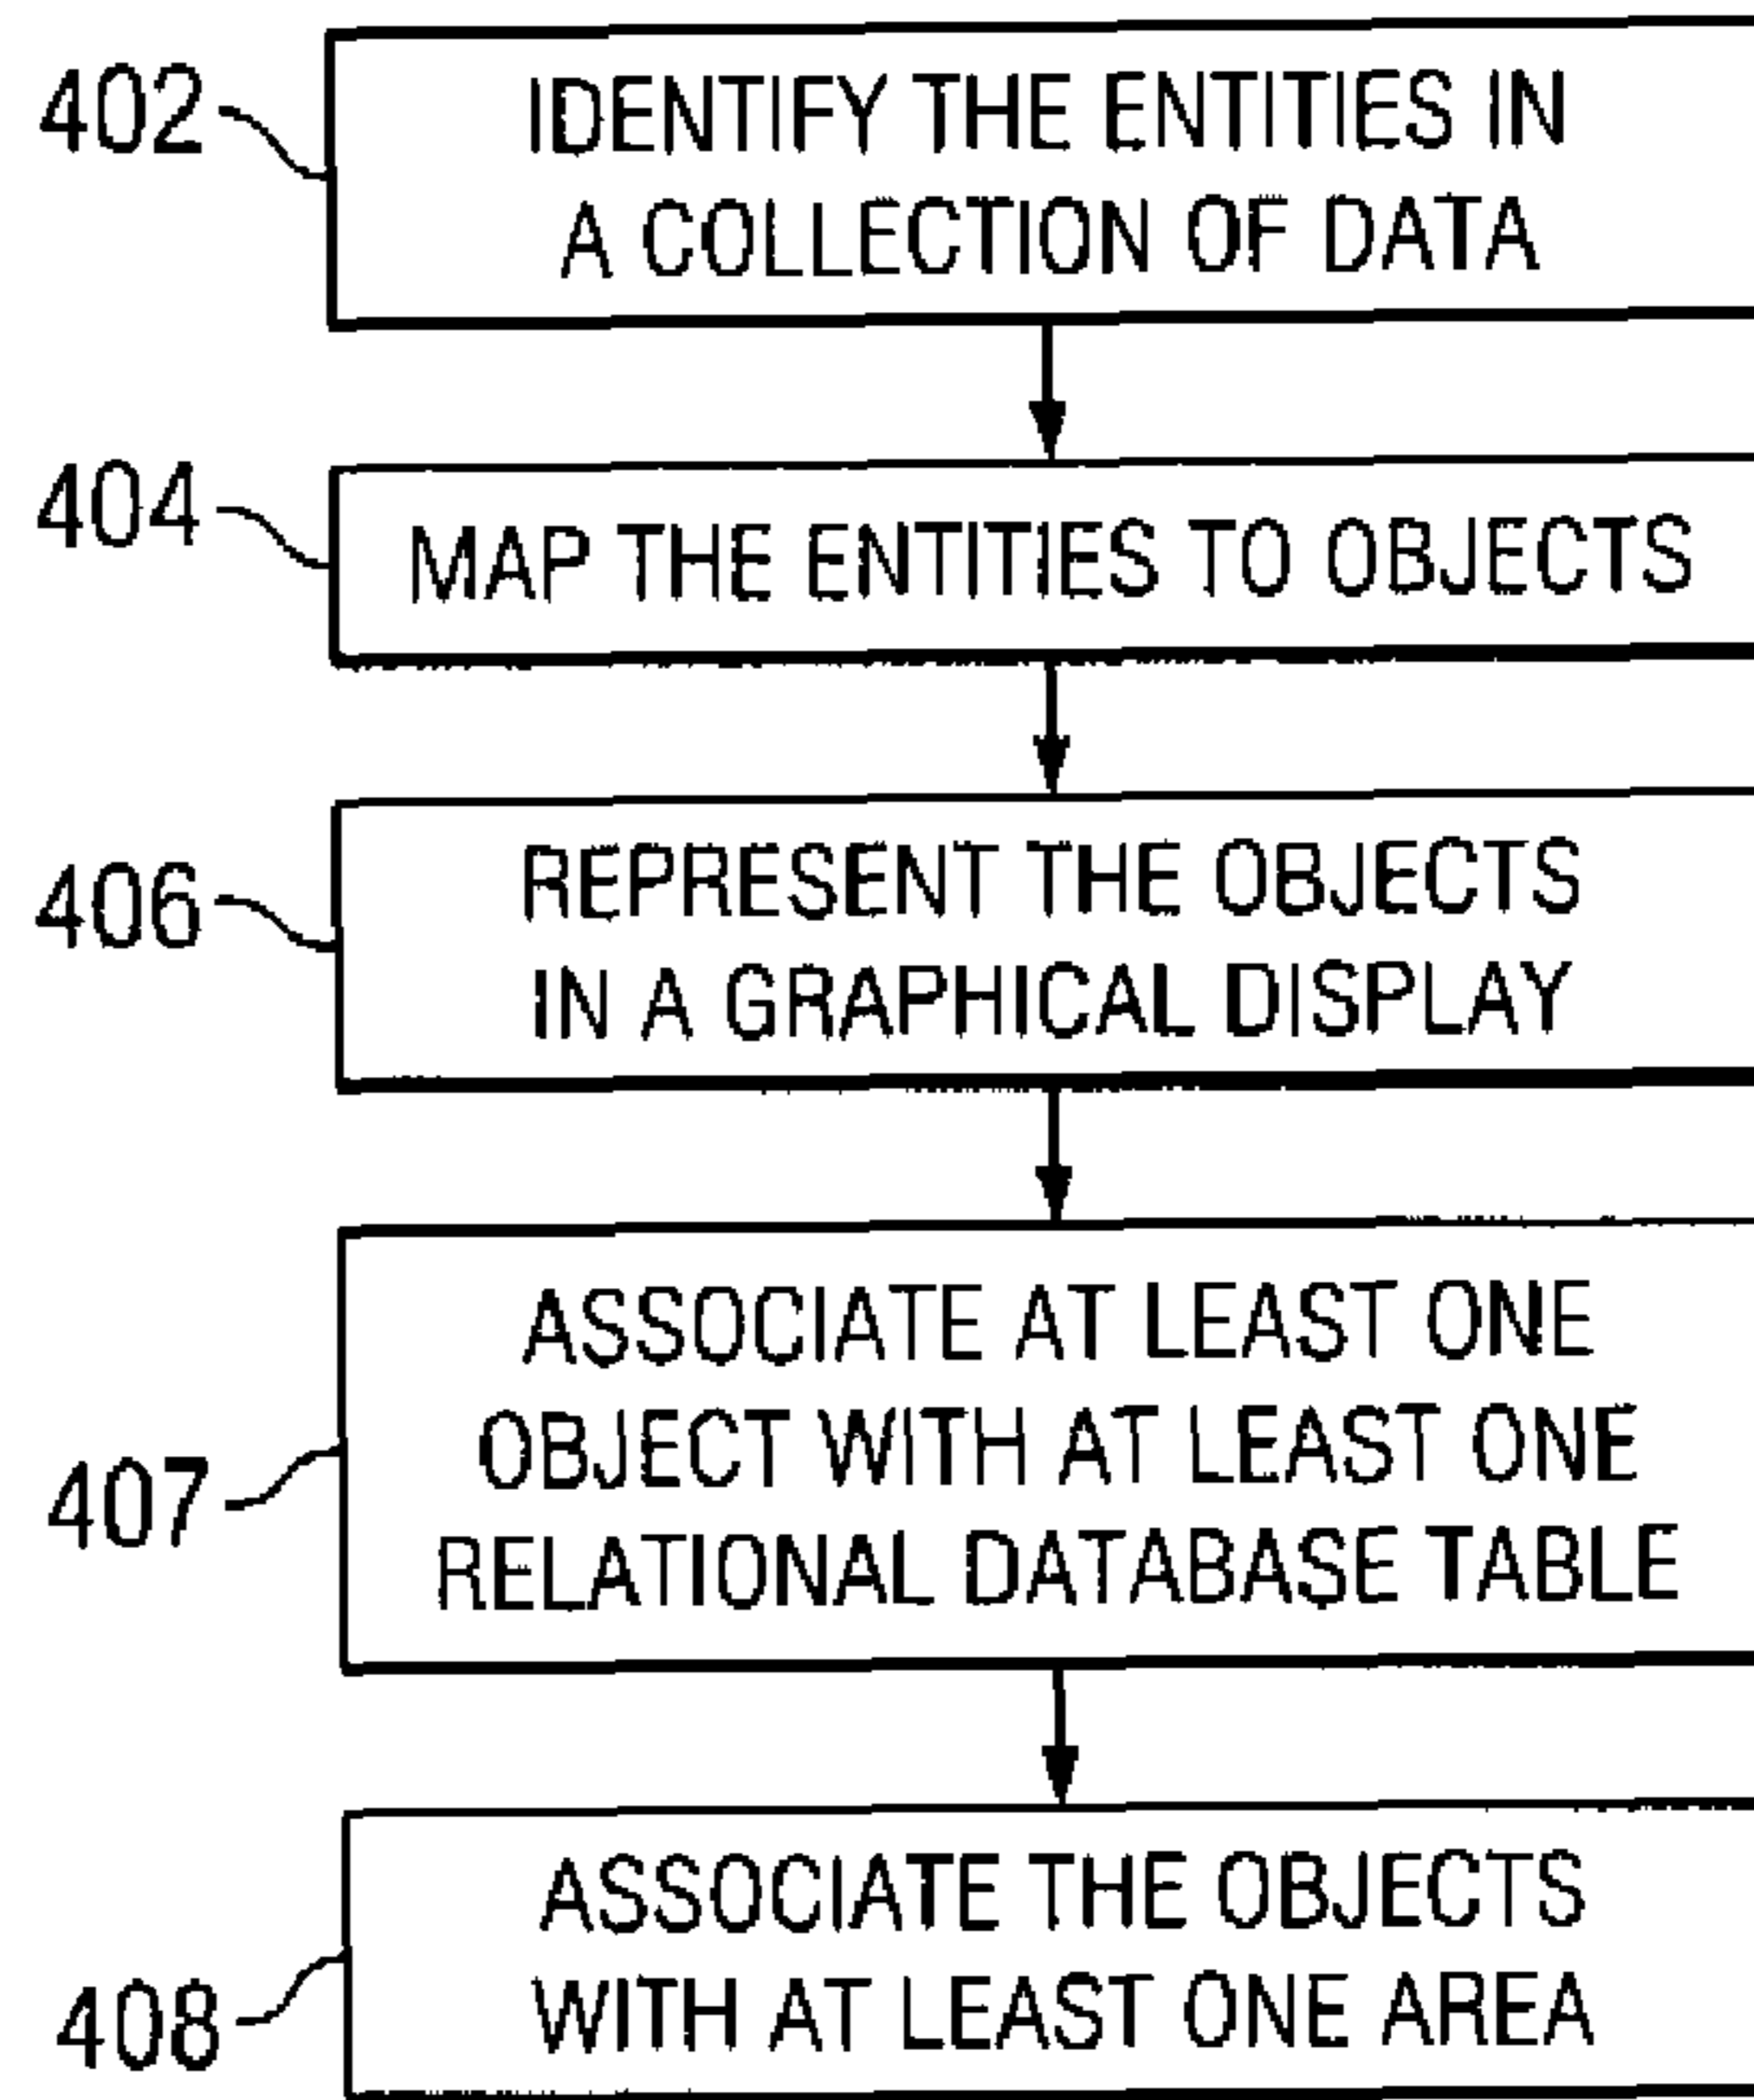 402
IDENTIFY THE ENTITIES IN
A COLLECTION OF DATA
404
MAP THE ENTITIES TO OBJECTS
406
REPRESENT THE OBJECTS
IN A GRAPHICAL DISPLAY
407
ASSOCIATE AT LEAST ONE
OBJECT WITH AT LEAST ONE
RELATIONAL DATABASE TABLE
408
ASSOCIATE THE OBJECTS
WITH AT LEAST ONE AREA